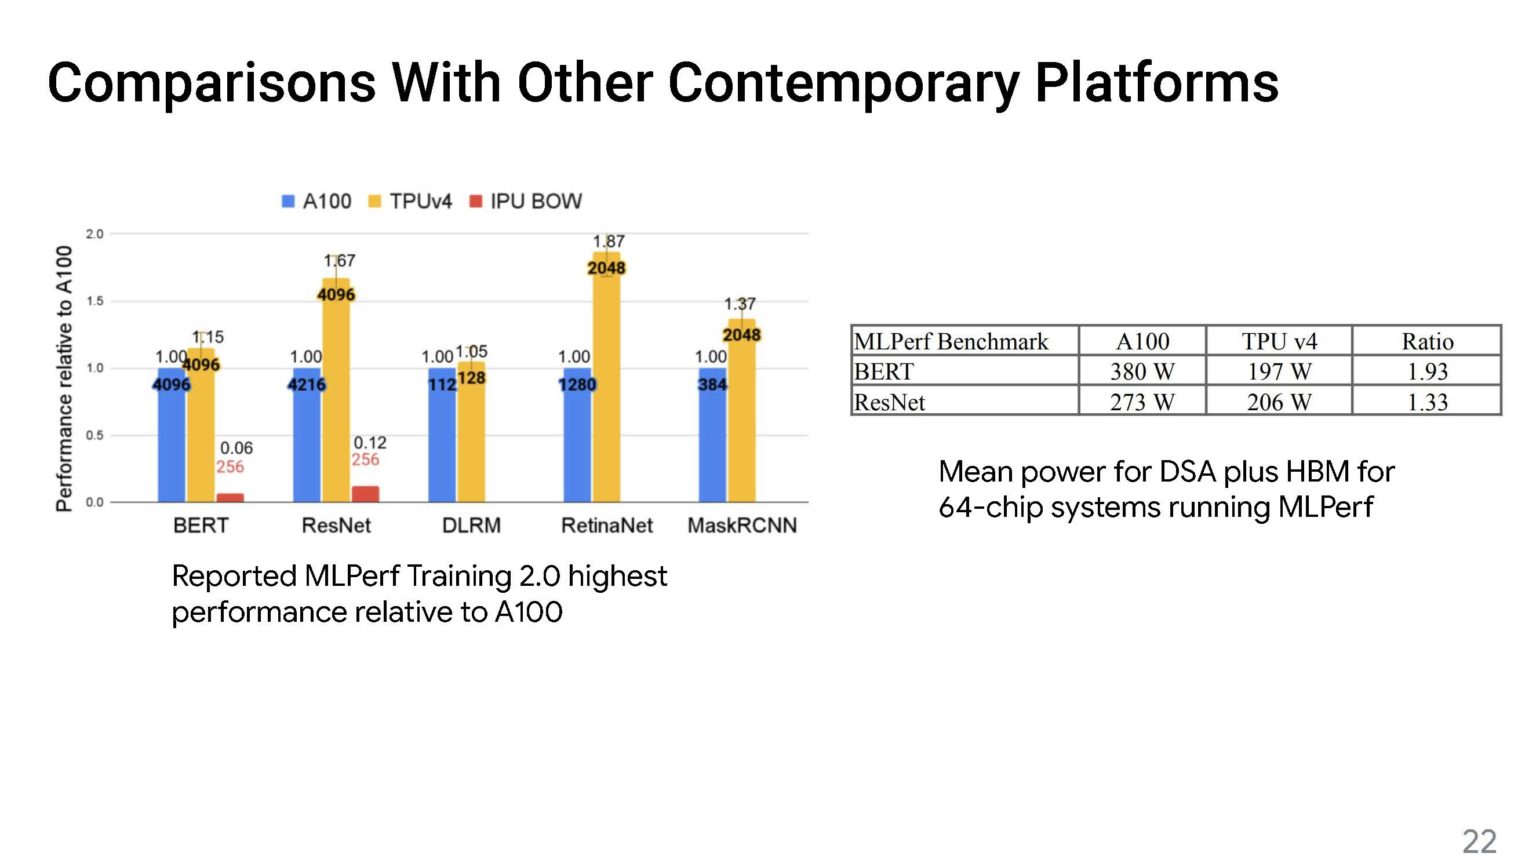 Comparisons With Other Contemporary Platforms
A100 TPUv4 IPU BOW
Performance relative to A100
2.0
1.5
1.0
0.5
0.0
1.00 1.15 0.06
4096 4096 256
1.00 1.67 0.12
4216 4096 256
1.00 1.05
112 128
1.00 1.87
1280 2048
1.00 1.37
384 2048
BERT ResNet DLRM RetinaNet MaskRCNN
Reported MLPerf Training 2.0 highest
performance relative to A100
MLPerf Benchmark A100 TPU v4 Ratio
BERT 380 W 197 W 1.93
ResNet 273 W 206 W 1.33
Mean power for DSA plus HBM for
64-chip systems running MLPerf
22